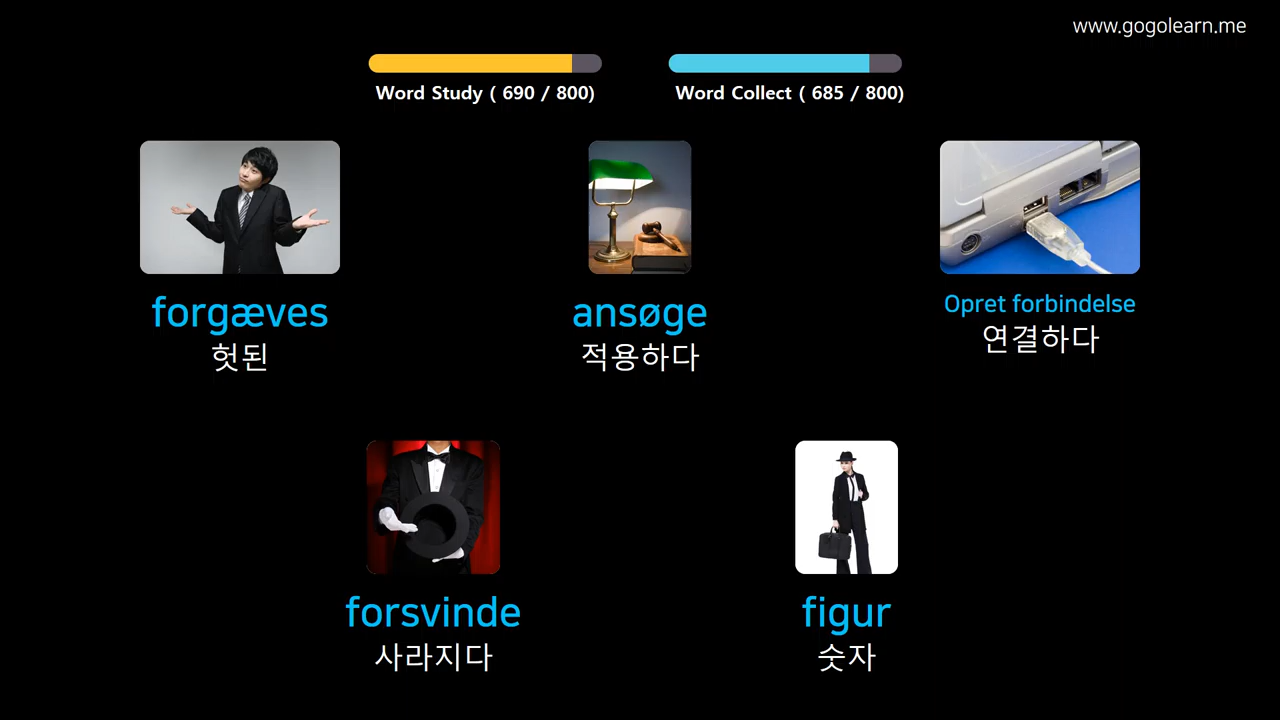 www.gogolearn.me
Word Study ( 690 / 800)
Word Collect ( 685 / 800)
forgæves
헛된
ansøge
적용하다
Opret forbindelse
연결하다
forsvinde
사라지다
figur
숫자